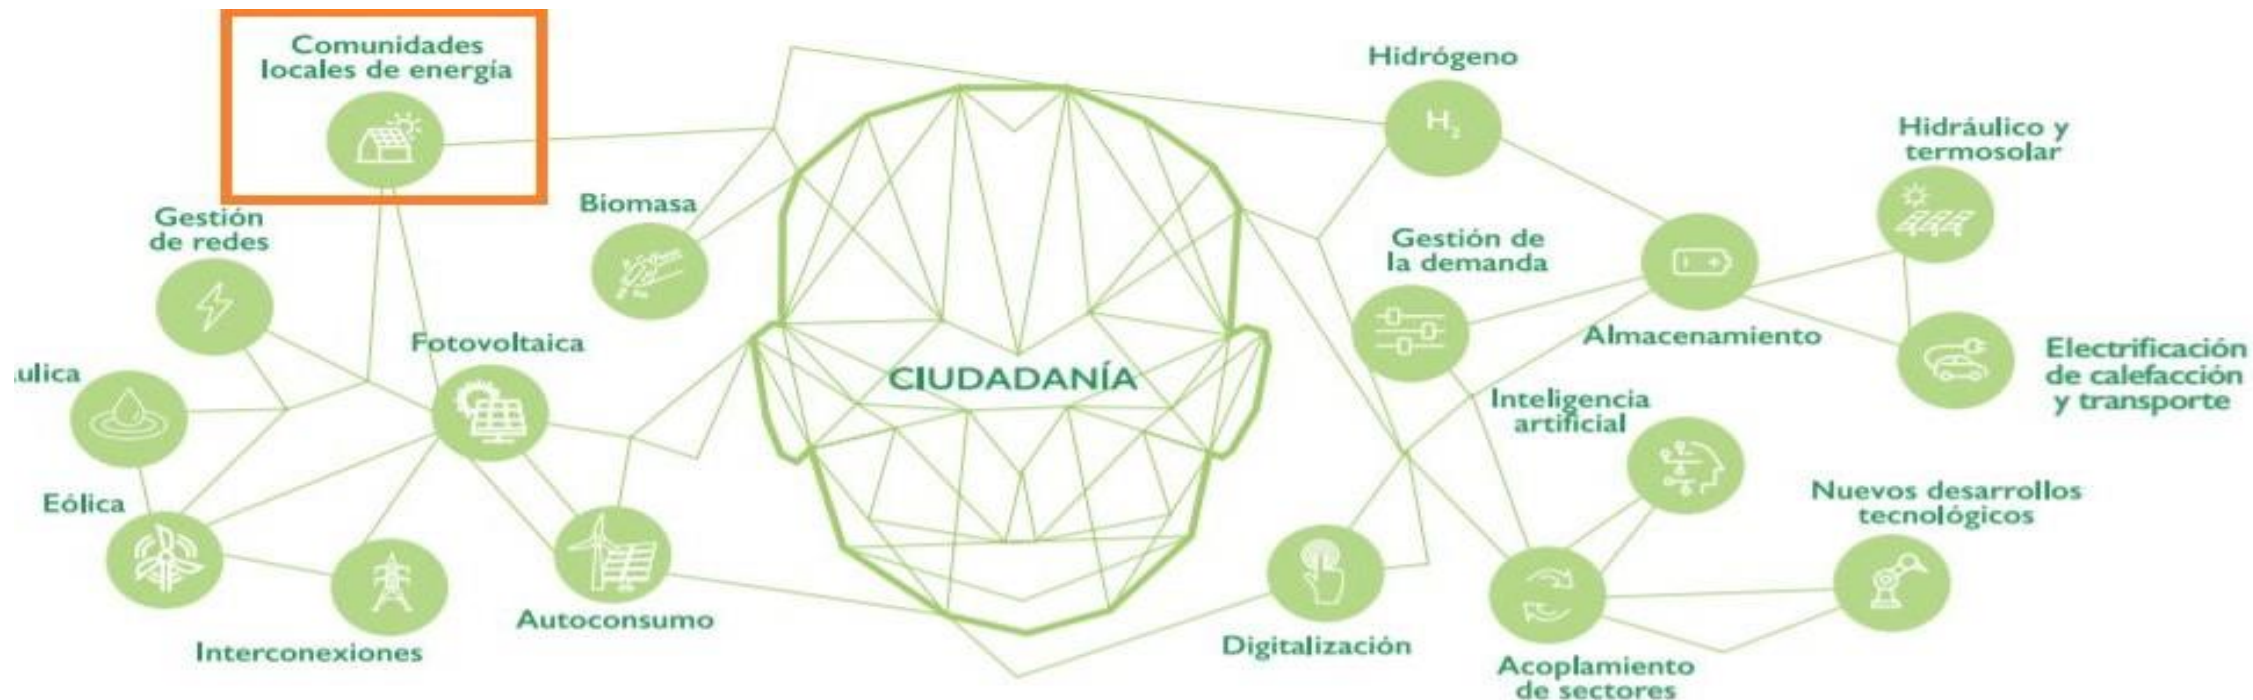 Comunidades
locales de energía
Hidrógeno
H₂
Hidráulico y
termosolar
Biomasa
Gestión
de redes
Gestión de
la demanda
Fotovoltaica
Almacenamiento
ulica
CIUDADANÍA
Electrificación
de calefacción
y transporte
Inteligencia
artificial
Eólica
Nuevos desarrollos
tecnológicos
Autoconsumo
Interconexiones
Digitalización
Acoplamiento
de sectores